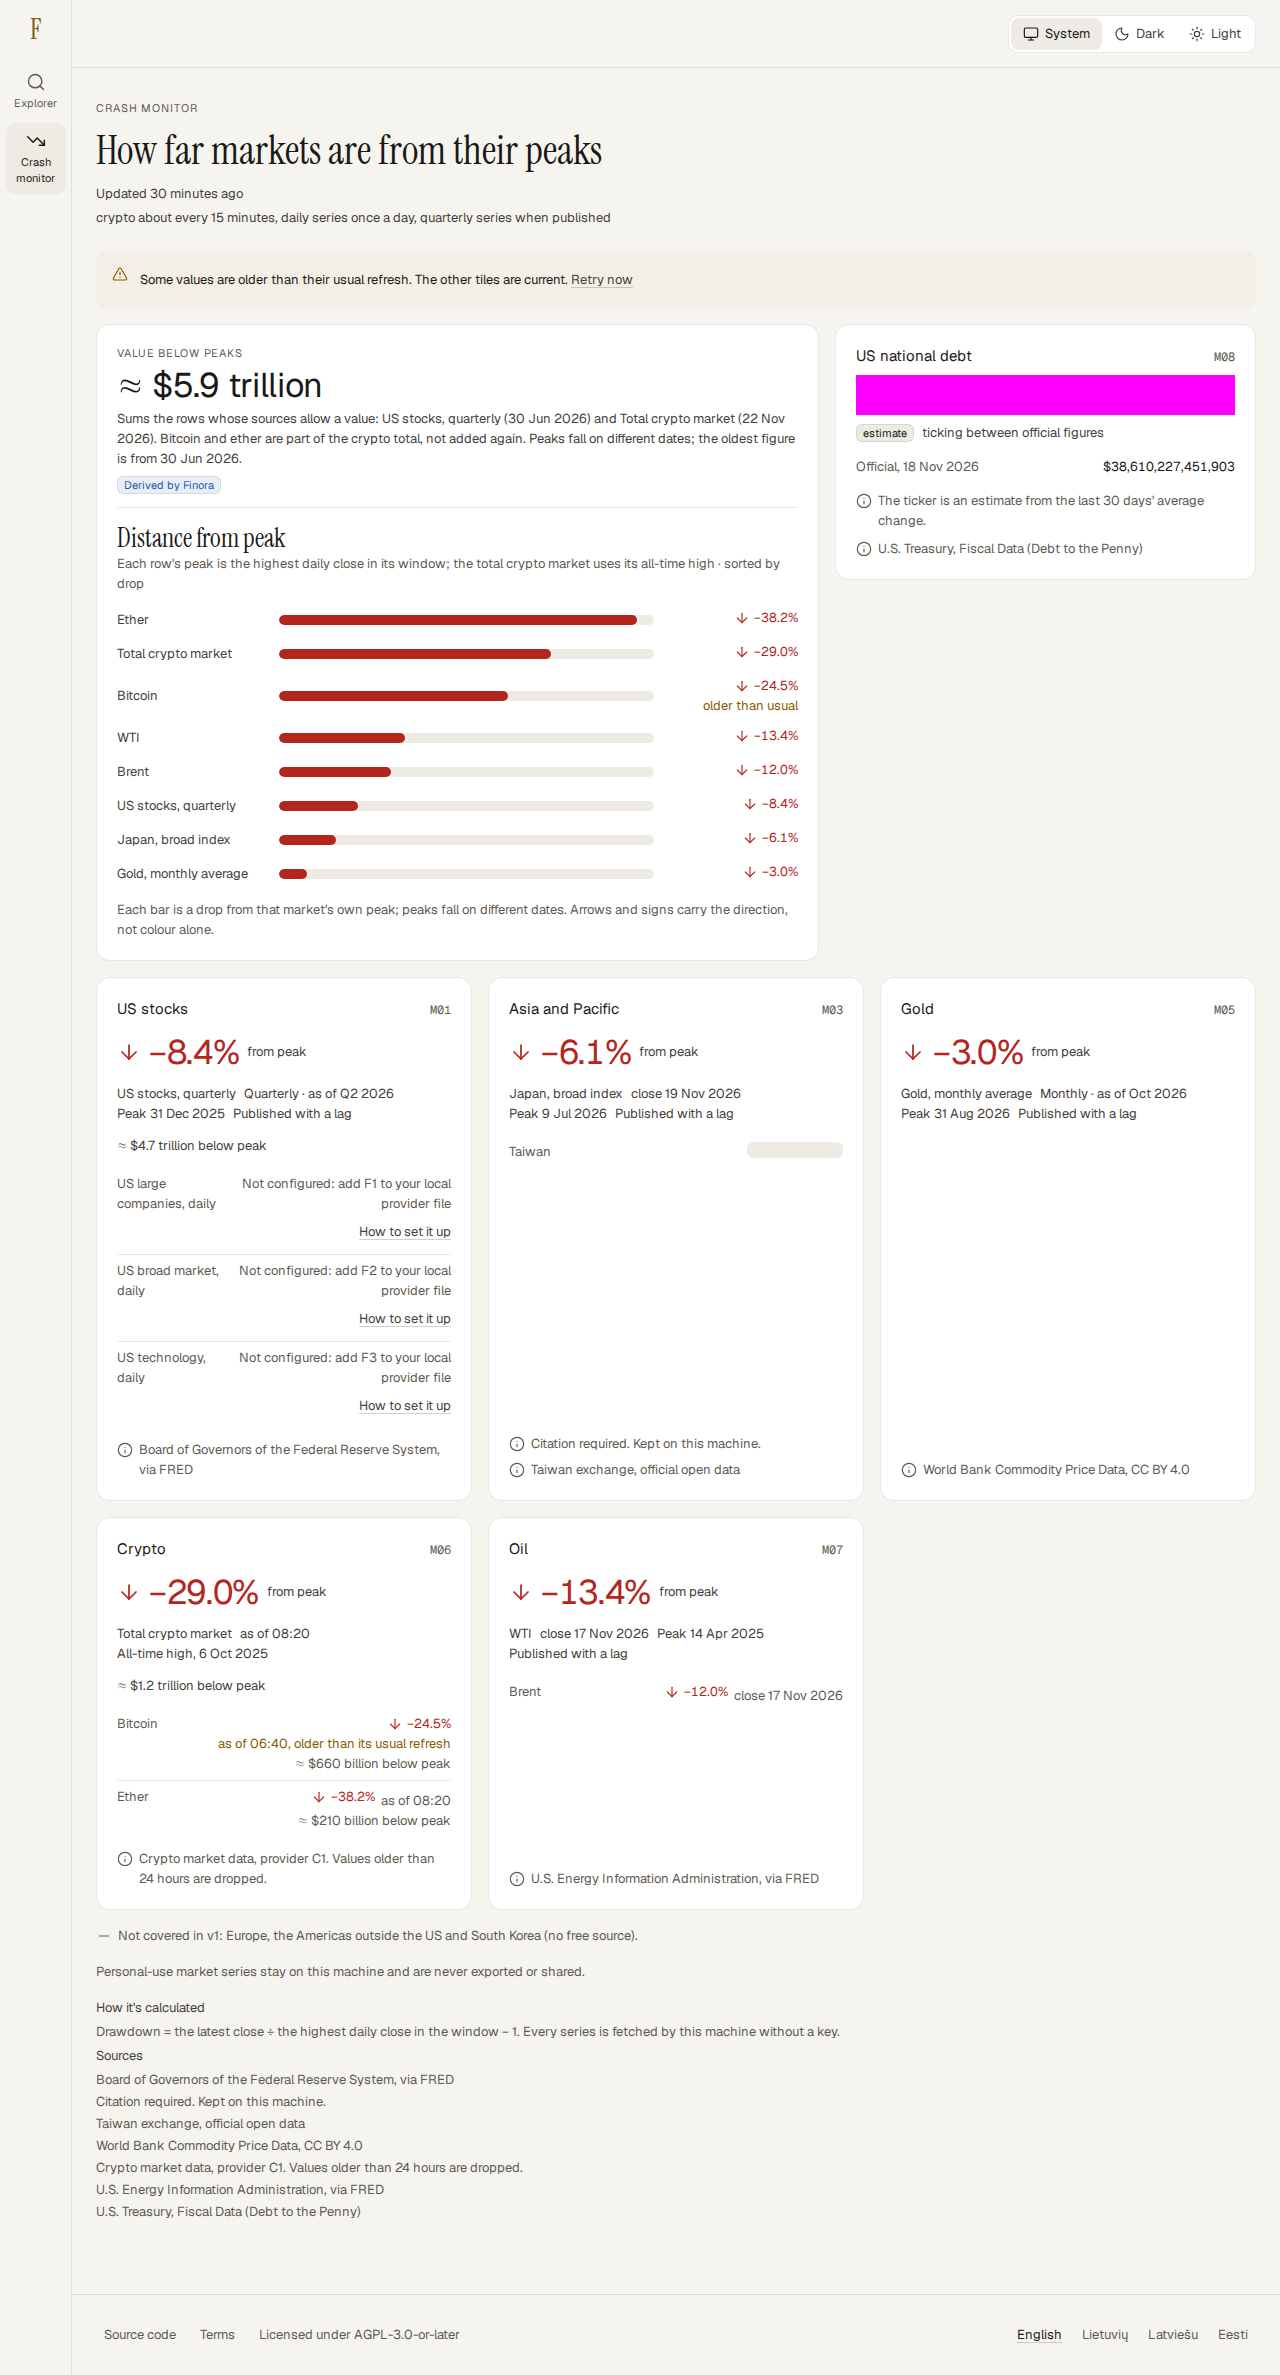 F
System
Dark
Light
Explorer
Crash
monitor
CRASH MONITOR
How far markets are from their peaks
Updated 30 minutes ago
crypto about every 15 minutes, daily series once a day, quarterly series when published
Some values are older than their usual refresh. The other tiles are current. Retry now
VALUE BELOW PEAKS
≈ $5.9 trillion
Sums the rows whose sources allow a value: US stocks, quarterly (30 Jun 2026) and Total crypto market (22 Nov
2026). Bitcoin and ether are part of the crypto total, not added again. Peaks fall on different dates; the oldest figure
is from 30 Jun 2026.
Derived by Finora
Distance from peak
Each row's peak is the highest daily close in its window; the total crypto market uses its all-time high · sorted by
drop
Ether ↓ −38.2%
Total crypto market ↓ −29.0%
Bitcoin ↓ −24.5%
older than usual
WTI ↓ −13.4%
Brent ↓ −12.0%
US stocks, quarterly ↓ −8.4%
Japan, broad index ↓ −6.1%
Gold, monthly average ↓ −3.0%
Each bar is a drop from that market's own peak; peaks fall on different dates. Arrows and signs carry the direction,
not colour alone.
US national debt M08
estimate ticking between official figures
Official, 18 Nov 2026 $38,610,227,451,903
The ticker is an estimate from the last 30 days' average
change.
U.S. Treasury, Fiscal Data (Debt to the Penny)
US stocks M01
↓ −8.4% from peak
US stocks, quarterly Quarterly · as of Q2 2026
Peak 31 Dec 2025 Published with a lag
≈ $4.7 trillion below peak
US large Not configured: add F1 to your local
companies, daily provider file
How to set it up
US broad market, Not configured: add F2 to your local
daily provider file
How to set it up
US technology, Not configured: add F3 to your local
daily provider file
How to set it up
Board of Governors of the Federal Reserve System,
via FRED
Asia and Pacific M03
↓ −6.1% from peak
Japan, broad index close 19 Nov 2026
Peak 9 Jul 2026 Published with a lag
Taiwan
Citation required. Kept on this machine.
Taiwan exchange, official open data
Gold M05
↓ −3.0% from peak
Gold, monthly average Monthly · as of Oct 2026
Peak 31 Aug 2026 Published with a lag
World Bank Commodity Price Data, CC BY 4.0
Crypto M06
↓ −29.0% from peak
Total crypto market as of 08:20
All-time high, 6 Oct 2025
≈ $1.2 trillion below peak
Bitcoin ↓ −24.5%
as of 06:40, older than its usual refresh
≈ $660 billion below peak
Ether ↓ −38.2% as of 08:20
≈ $210 billion below peak
Crypto market data, provider C1. Values older than
24 hours are dropped.
Oil M07
↓ −13.4% from peak
WTI close 17 Nov 2026 Peak 14 Apr 2025
Published with a lag
Brent ↓ −12.0% close 17 Nov 2026
U.S. Energy Information Administration, via FRED
— Not covered in v1: Europe, the Americas outside the US and South Korea (no free source).
Personal-use market series stay on this machine and are never exported or shared.
How it's calculated
Drawdown = the latest close ÷ the highest daily close in the window − 1. Every series is fetched by this machine without a key.
Sources
Board of Governors of the Federal Reserve System, via FRED
Citation required. Kept on this machine.
Taiwan exchange, official open data
World Bank Commodity Price Data, CC BY 4.0
Crypto market data, provider C1. Values older than 24 hours are dropped.
U.S. Energy Information Administration, via FRED
U.S. Treasury, Fiscal Data (Debt to the Penny)
Source code Terms Licensed under AGPL-3.0-or-later
English Lietuvių Latviešu Eesti